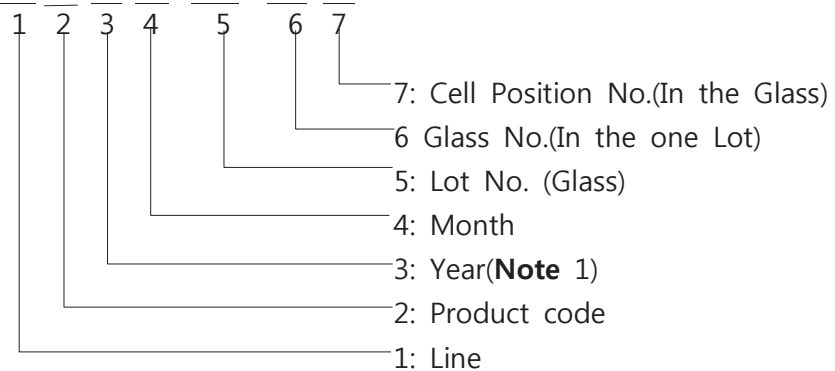 1 2 3 4 5 6 7
7: Cell Position No.(In the Glass)
6 Glass No.(In the one Lot)
5: Lot No. (Glass)
4: Month
3: Year(Note 1)
2: Product code
1: Line